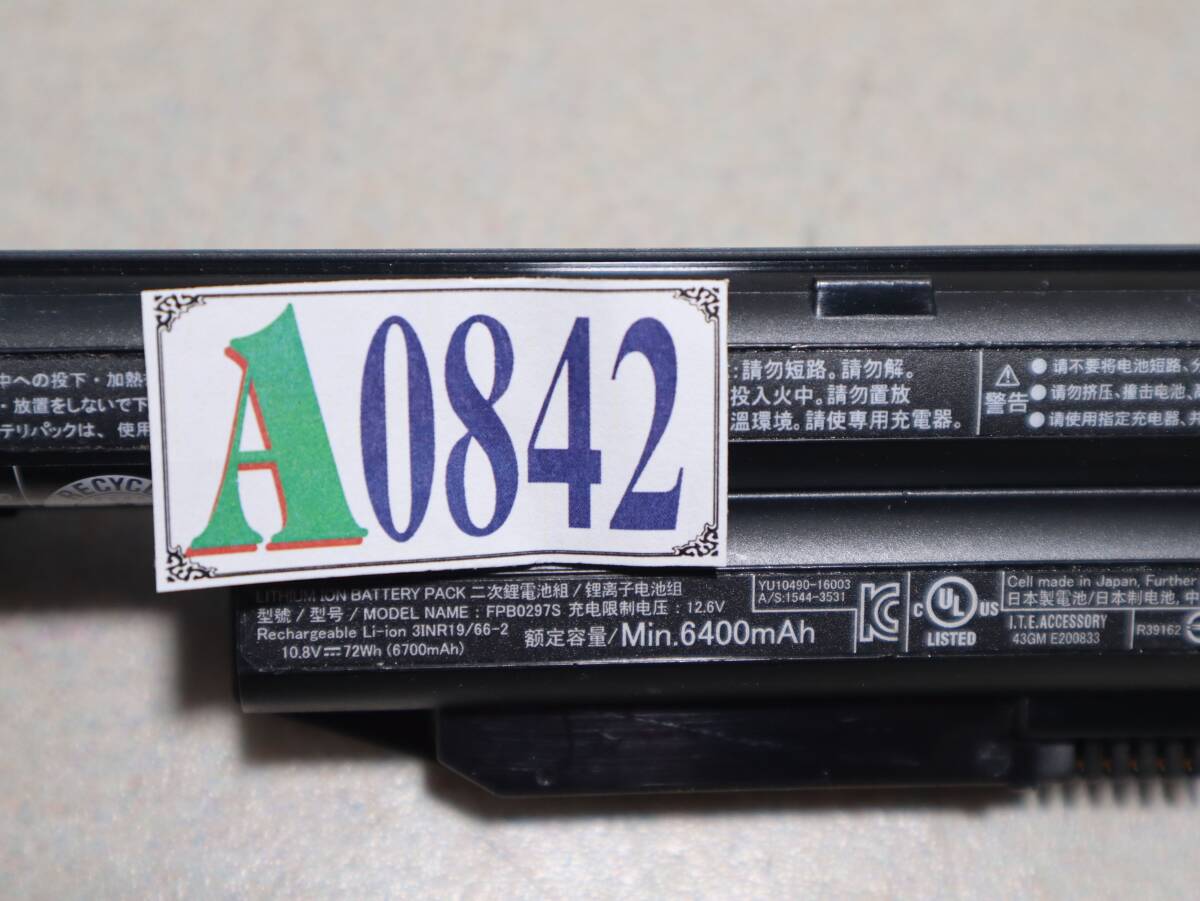 A0842
中への投下・加熱
・放置をしないで下
テリパックは、使用
RECYC
:請勿短路。請勿解。
投入火中。請勿置放
溫環境。請使専用充電器。
警告
●请不要将电池短路、
●请勿挤压、撞击电池、
●请使用指定充电器、
LITHIUM ION BATTERY PACK 二次鋰電池組/锂离子电池组
型號/型号/MODEL NAME:FPB0297S 充电限制电压:12.6V
Rechargeable Li-ion 3INR19/66-2
10.8V⎓72Wh (6700mAh)
额定容量/Min.6400mAh
YU10490-16003
A/S:1544-3531
C UL US
LISTED
Cell made in Japan, Further
日本製電池/日本制电池,
I.T.E.ACCESSORY
43GM E200833
R39162